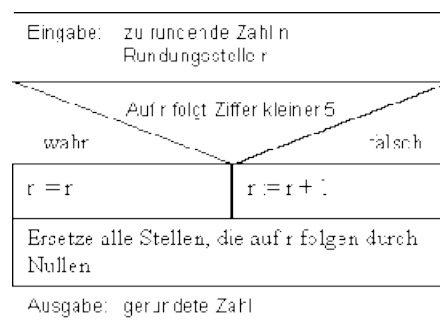 Eingabe: zu rundende Zahl n
Rundungsstelle r
Auf r folgt Ziffer kleiner 5
wahr falsch
r := r r := r + 1
Ersetze alle Stellen, die auf r folgen durch
Nullen
Ausgabe: gerundete Zahl